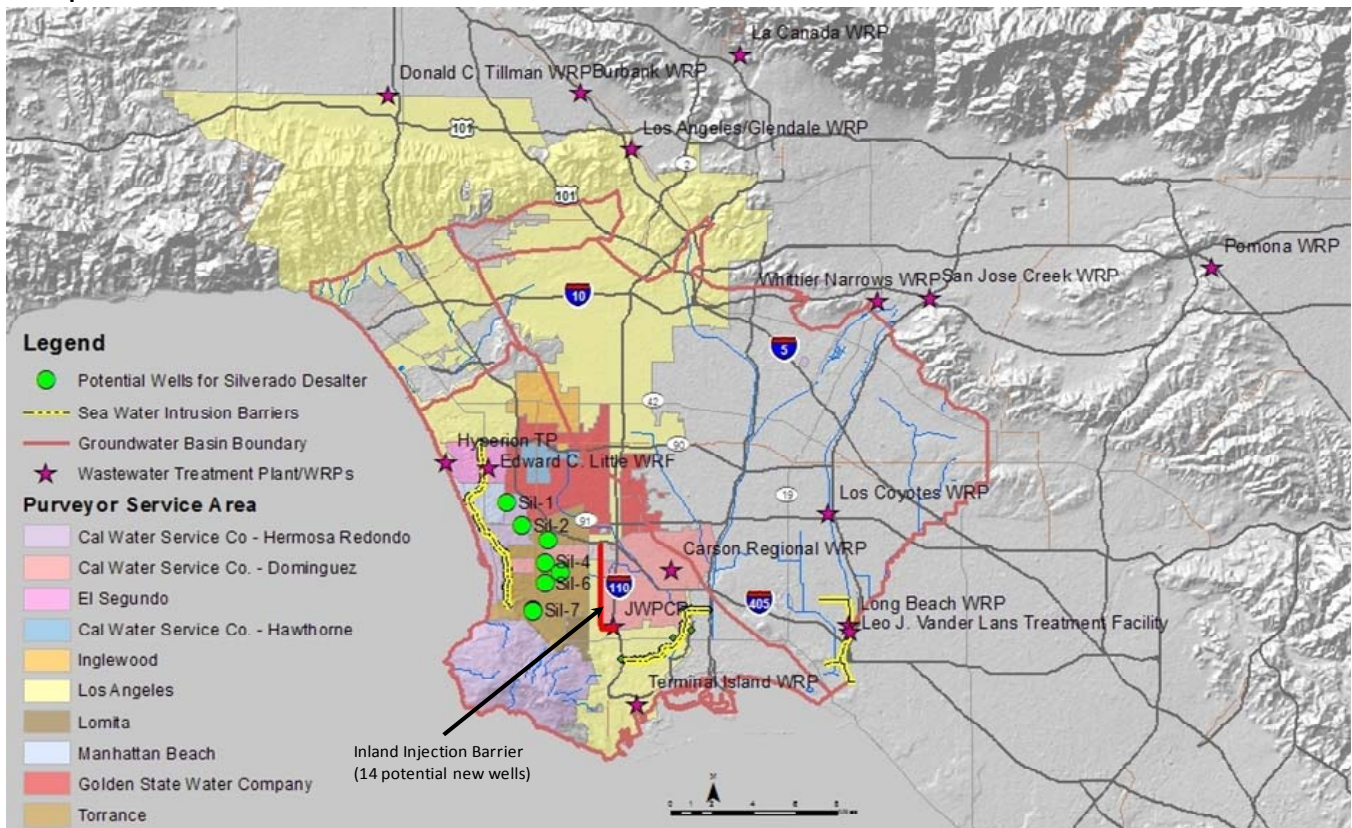 La Canada WRP
Donald C. Tillman WRP
Burbank WRP
101
Los Angeles/Glendale WRP
2
101
Pomona WRP
Whittier Narrows WRP
San Jose Creek WRP
10
5
Legend
Potential Wells for Silverado Desalter
Sea Water Intrusion Barriers
Groundwater Basin Boundary
Wastewater Treatment Plant/WRPs
Purveyor Service Area
Cal Water Service Co - Hermosa Redondo
Cal Water Service Co. - Dominguez
El Segundo
Cal Water Service Co. - Hawthorne
Inglewood
Los Angeles
Lomita
Manhattan Beach
Golden State Water Company
Torrance
42
90
Hyperion TP
Edward C. Little WRF
19
Los Coyotes WRP
Sil-1
Sil-2
91
Sil-4
Sil-6
Sil-7
Carson Regional WRP
110
JWPCP
405
Long Beach WRP
Leo J. Vander Lans Treatment Facility
Terminal Island WRP
Inland Injection Barrier
(14 potential new wells)
0 1 2 4 6 8